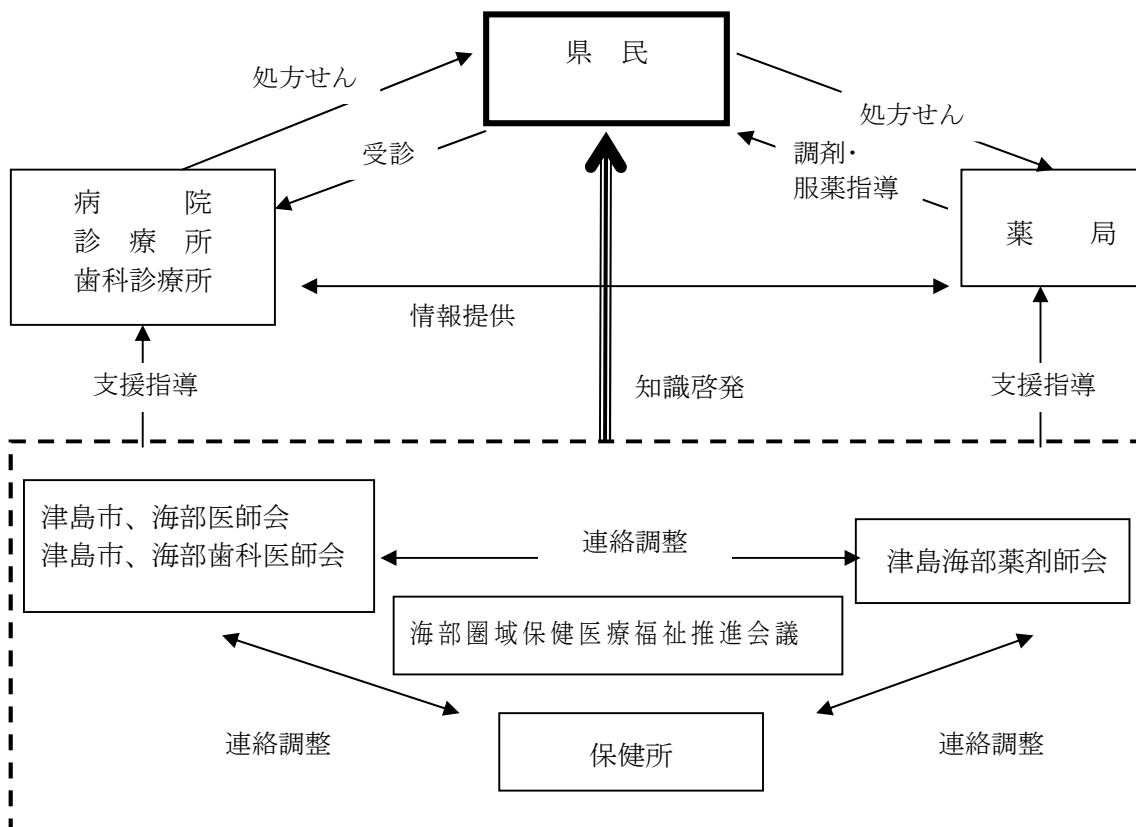 県　民
処方せん
処方せん
受診
調剤・
服薬指導
病　　　院
診　療　所
歯科診療所
薬　　局
情報提供
支援指導
知識啓発
支援指導
津島市、海部医師会
津島市、海部歯科医師会
連絡調整
津島海部薬剤師会
海部圏域保健医療福祉推進会議
連絡調整
保健所
連絡調整